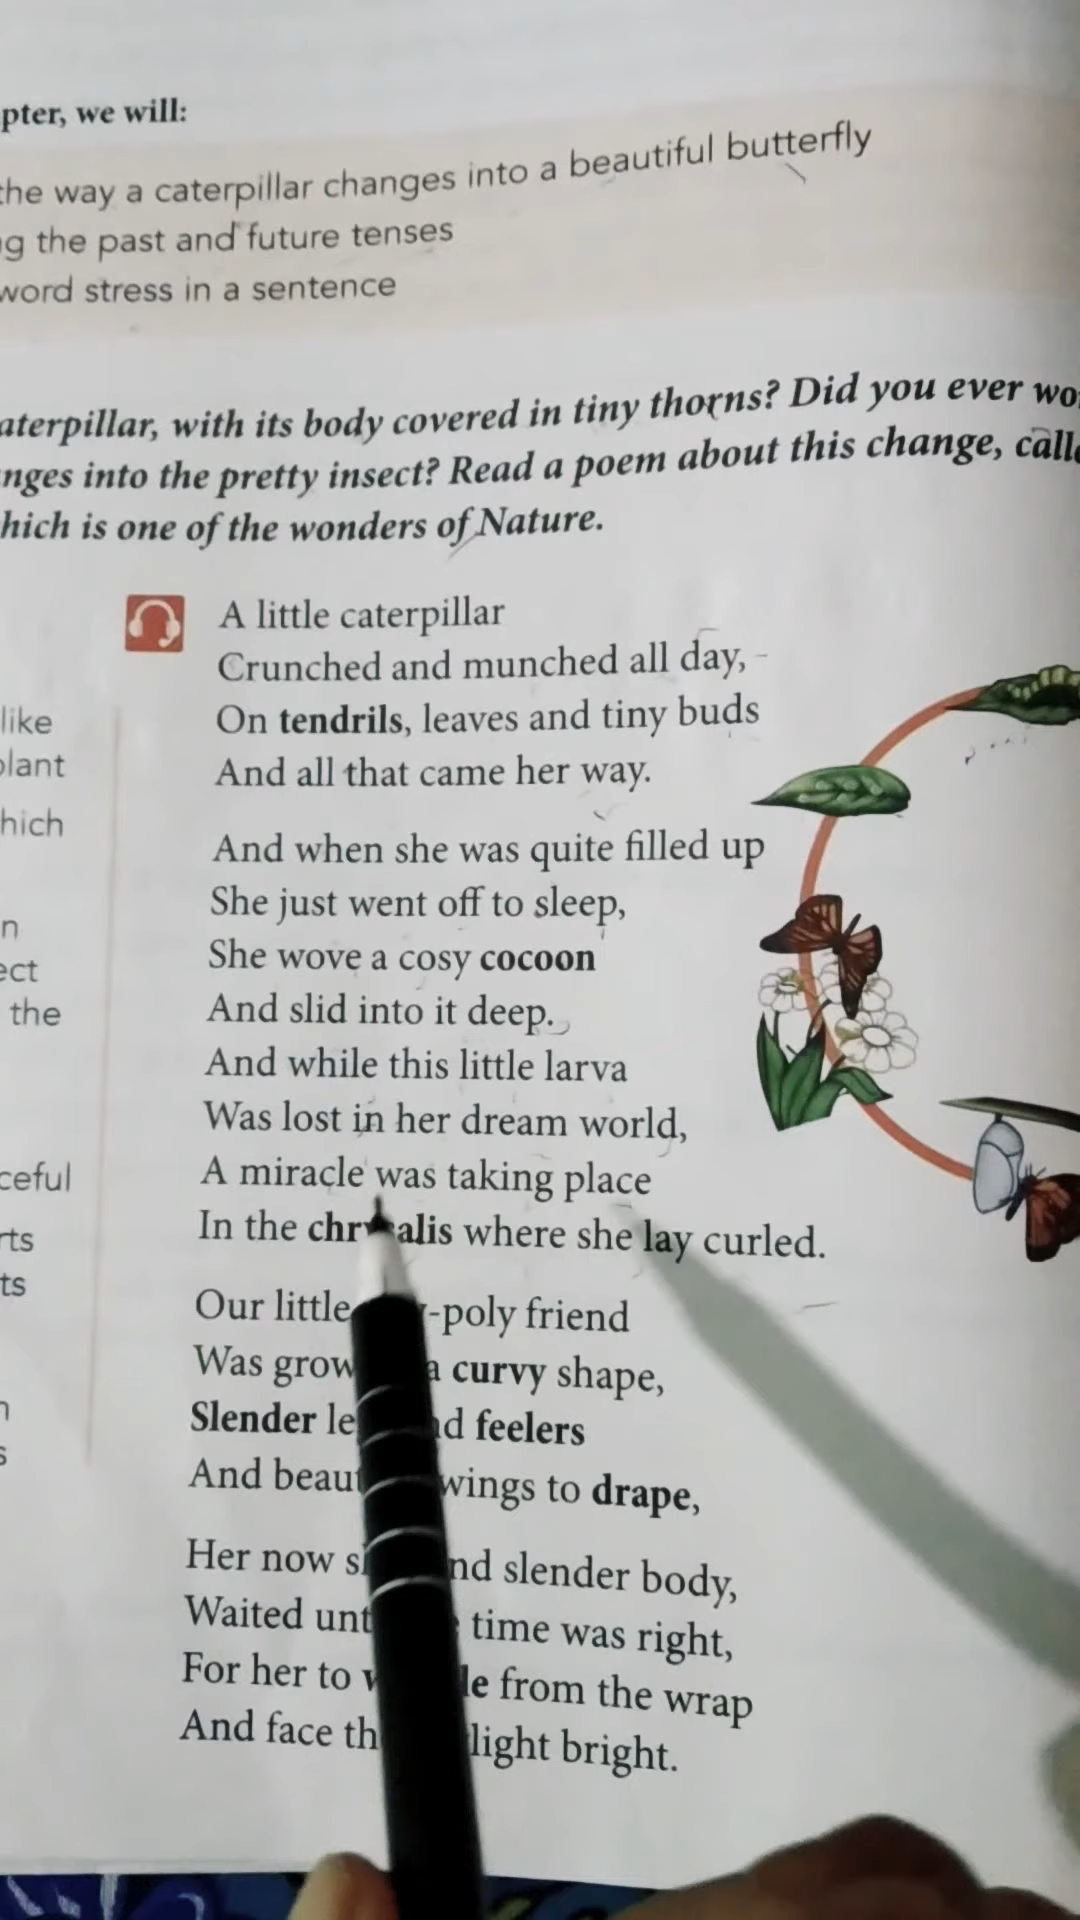 pter, we will:
the way a caterpillar changes into a beautiful butterfly
g the past and future tenses
word stress in a sentence
aterpillar, with its body covered in tiny thorns? Did you ever wo
nges into the pretty insect? Read a poem about this change, calle
hich is one of the wonders of Nature.
A little caterpillar
Crunched and munched all day,
On tendrils, leaves and tiny buds
And all that came her way.
And when she was quite filled up
She just went off to sleep,
She wove a cosy cocoon
And slid into it deep.
And while this little larva
Was lost in her dream world,
A miracle was taking place
In the chr alis where she lay curled.
Our little -poly friend
Was grow a curvy shape,
Slender le d feelers
And beaut wings to drape,
Her now s nd slender body,
Waited unt time was right,
For her to le from the wrap
And face th light bright.
like
plant
hich
n
ect
the
ceful
rts
ts
s